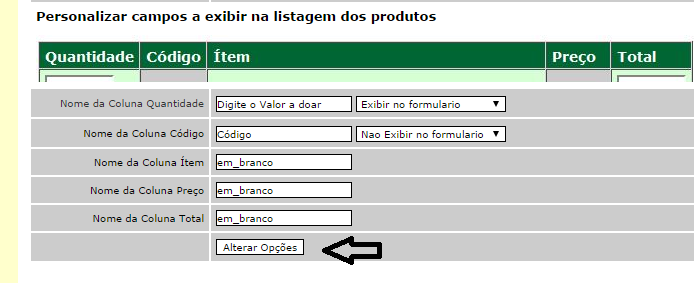 Personalizar campos a exibir na listagem dos produtos
Quantidade Código Ítem Preço Total
Nome da Coluna Quantidade Digite o Valor a doar Exibir no formulario
Nome da Coluna Código Código Nao Exibir no formulario
Nome da Coluna Ítem em_branco
Nome da Coluna Preço em_branco
Nome da Coluna Total em_branco
Alterar Opções